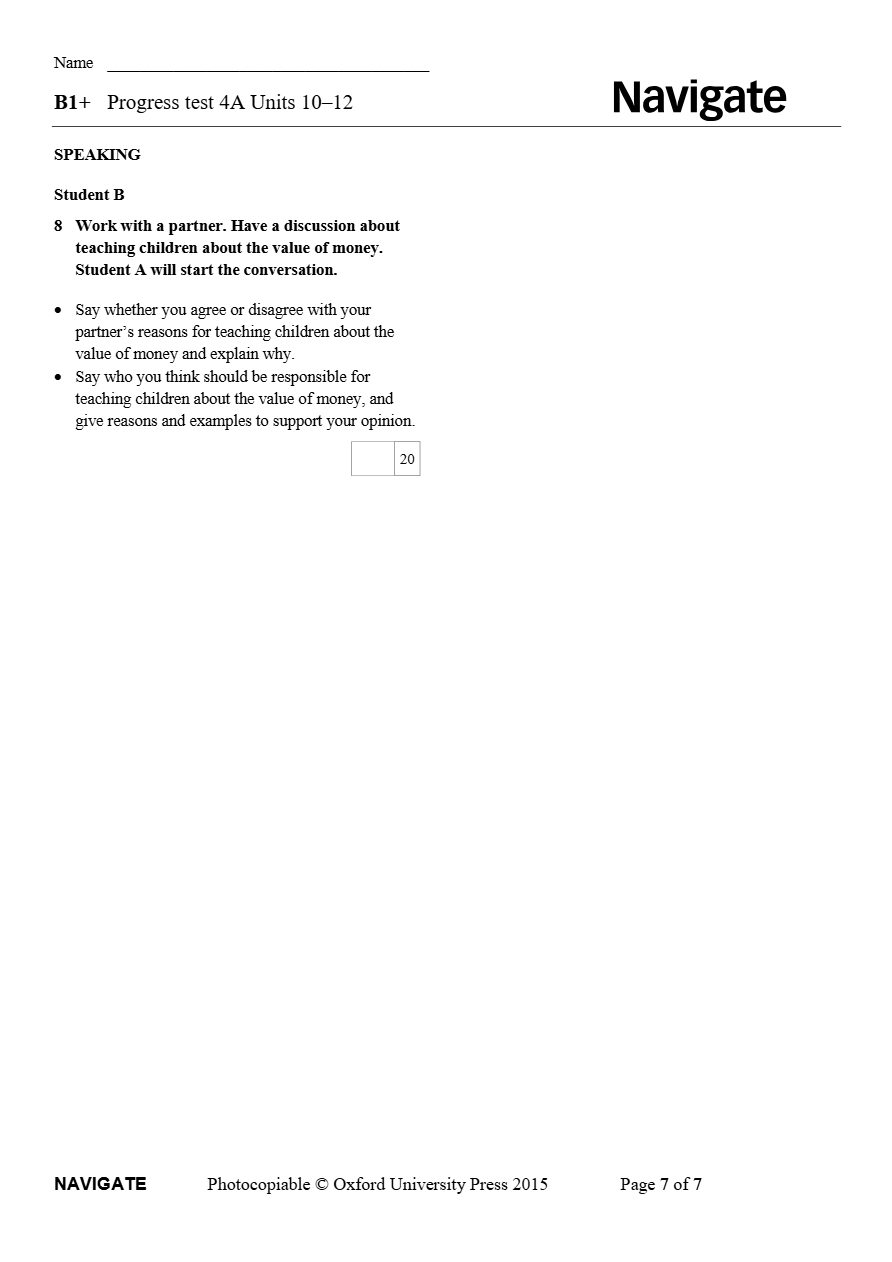 Name
B1+ Progress test 4A Units 10–12
Navigate
SPEAKING
Student B
8 Work with a partner. Have a discussion about
teaching children about the value of money.
Student A will start the conversation.
• Say whether you agree or disagree with your
partner’s reasons for teaching children about the
value of money and explain why.
• Say who you think should be responsible for
teaching children about the value of money, and
give reasons and examples to support your opinion.
20
NAVIGATE Photocopiable © Oxford University Press 2015 Page 7 of 7